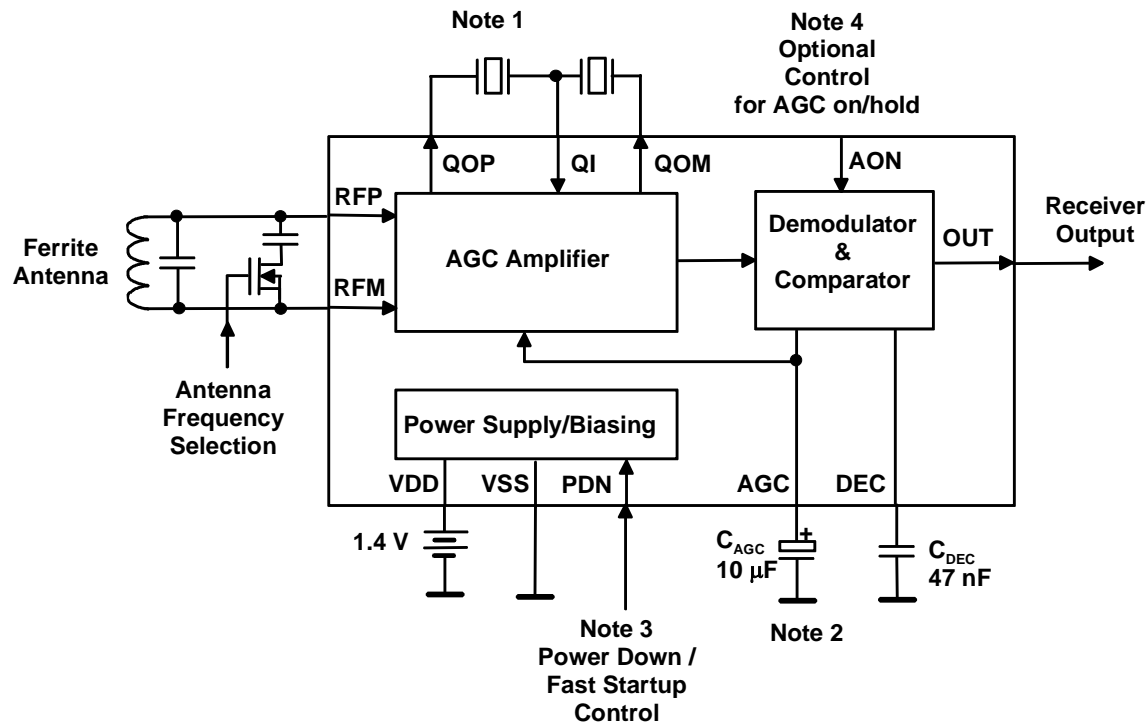 Note 1
Note 4
Optional
Control
for AGC on/hold
QOP
QI
QOM
AON
RFP
RFM
Ferrite
Antenna
AGC Amplifier
Demodulator
&
Comparator
OUT
Receiver
Output
Antenna
Frequency
Selection
Power Supply/Biasing
VDD
VSS
PDN
AGC
DEC
1.4 V
+
CAGC
10 μF
CDEC
47 nF
Note 3
Power Down /
Fast Startup
Control
Note 2